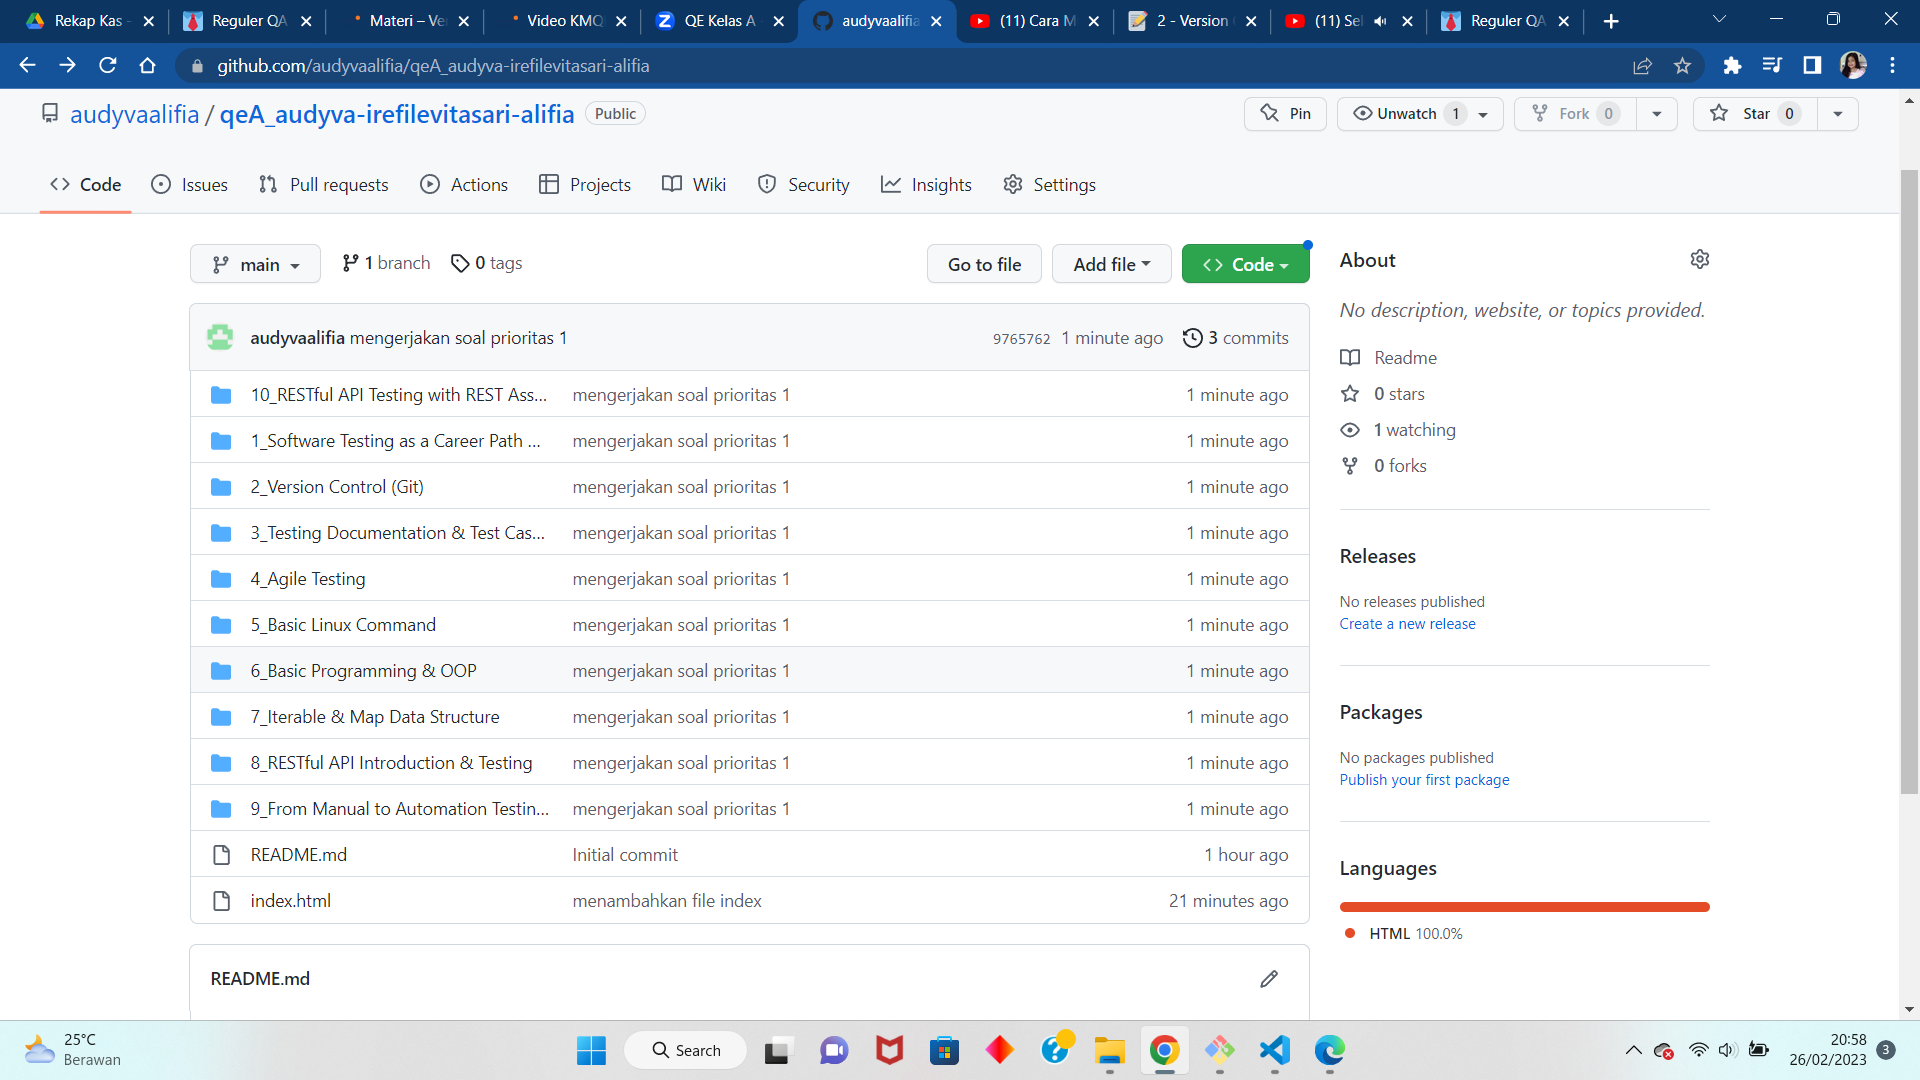 Rekap Kas -
Reguler QA
Materi – Ve
Video KMQ
QE Kelas A -
audyvaalifia
(11) Cara M
2 - Version
(11) Sel
Reguler QA
github.com/audyvaalifia/qeA_audyva-irefilevitasari-alifia
audyvaalifia / qeA_audyva-irefilevitasari-alifia Public
Pin
Unwatch 1
Fork 0
Star 0
Code
Issues
Pull requests
Actions
Projects
Wiki
Security
Insights
Settings
main
1 branch
0 tags
Go to file
Add file
Code
audyvaalifia mengerjakan soal prioritas 1 9765762 1 minute ago 3 commits
10_RESTful API Testing with REST Ass... mengerjakan soal prioritas 1 1 minute ago
1_Software Testing as a Career Path ... mengerjakan soal prioritas 1 1 minute ago
2_Version Control (Git) mengerjakan soal prioritas 1 1 minute ago
3_Testing Documentation & Test Cas... mengerjakan soal prioritas 1 1 minute ago
4_Agile Testing mengerjakan soal prioritas 1 1 minute ago
5_Basic Linux Command mengerjakan soal prioritas 1 1 minute ago
6_Basic Programming & OOP mengerjakan soal prioritas 1 1 minute ago
7_Iterable & Map Data Structure mengerjakan soal prioritas 1 1 minute ago
8_RESTful API Introduction & Testing mengerjakan soal prioritas 1 1 minute ago
9_From Manual to Automation Testin... mengerjakan soal prioritas 1 1 minute ago
README.md Initial commit 1 hour ago
index.html menambahkan file index 21 minutes ago
README.md
About
No description, website, or topics provided.
Readme
0 stars
1 watching
0 forks
Releases
No releases published
Create a new release
Packages
No packages published
Publish your first package
Languages
HTML 100.0%
25°C
Berawan
Search
20:58
26/02/2023
3